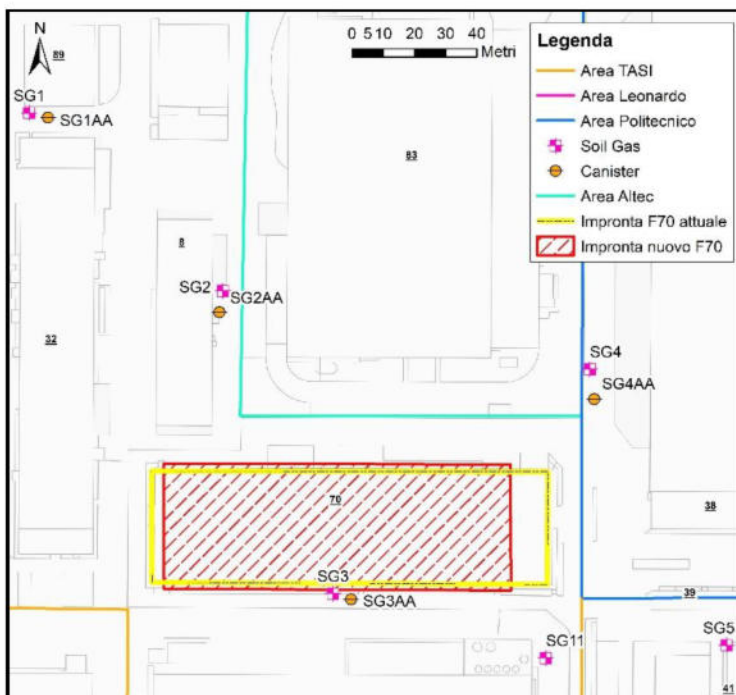 N
89
SG1
SG1AA
0 5 10 20 30 40
Metri
83
8
SG2
SG2AA
32
SG4
SG4AA
70
38
SG3
SG3AA
39
SG11
SG5
41
Legenda
Area TASI
Area Leonardo
Area Politecnico
Soil Gas
Canister
Area Altec
Impronta F70 attuale
Impronta nuovo F70